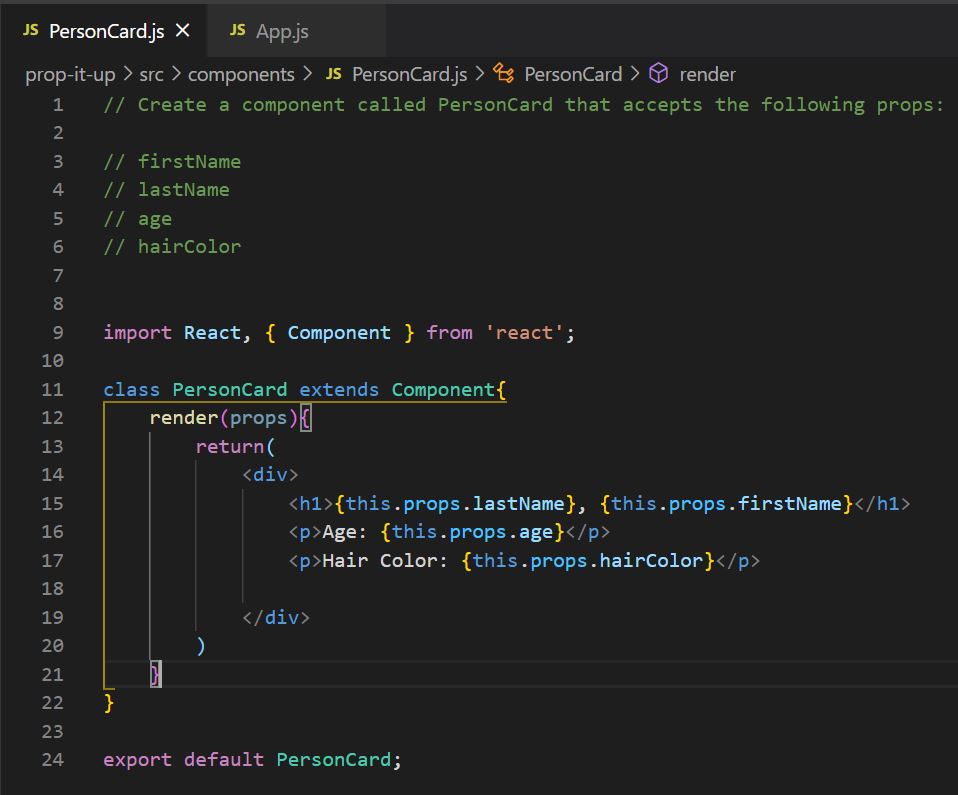 JS PersonCard.js × JS App.js
prop-it-up > src > components > JS PersonCard.js > PersonCard > render
1 // Create a component called PersonCard that accepts the following props:
2
3 // firstName
4 // lastName
5 // age
6 // hairColor
7
8
9 import React, { Component } from 'react';
10
11 class PersonCard extends Component{
12     render(props){
13         return(
14             <div>
15                 <h1>{this.props.lastName}, {this.props.firstName}</h1>
16                 <p>Age: {this.props.age}</p>
17                 <p>Hair Color: {this.props.hairColor}</p>
18
19             </div>
20         )
21     }
22 }
23
24 export default PersonCard;